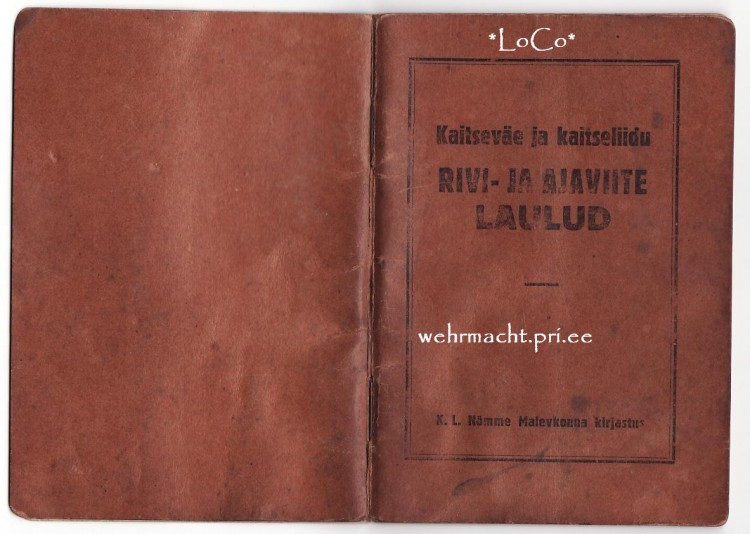 *LoCo*
Kaitseväe ja kaitseliidu
RIVI- JA AJAVIITE
LAULUD
wehrmacht.pri.ee
K. L. Nõmme Malevkonna kirjastus